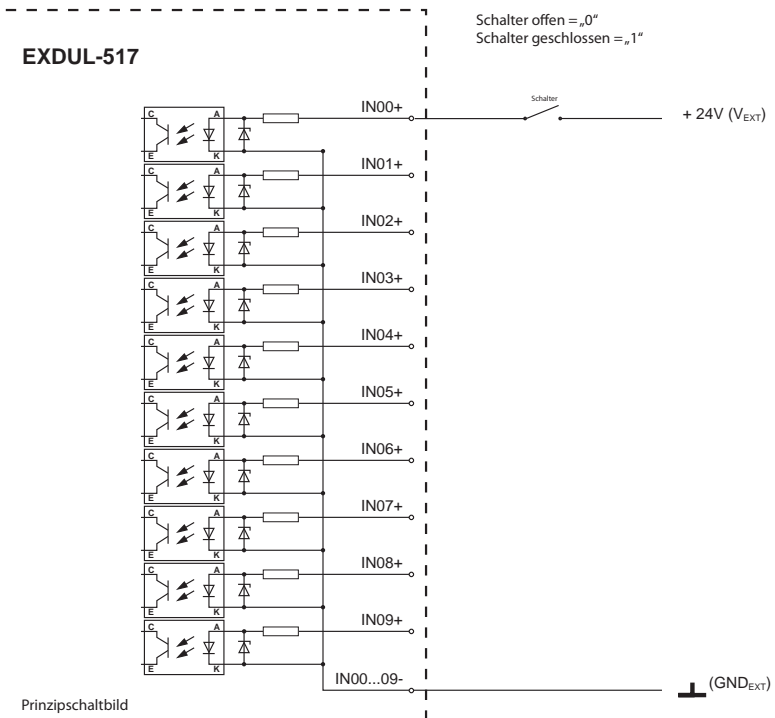 Schalter offen = „0“
Schalter geschlossen = „1“
EXDUL-517
Schalter
+ 24V (VEXT)
IN00+
C A
E K
IN01+
C A
E K
IN02+
C A
E K
IN03+
C A
E K
IN04+
C A
E K
IN05+
C A
E K
IN06+
C A
E K
IN07+
C A
E K
IN08+
C A
E K
IN09+
C A
E K
IN00...09-
(GNDEXT)
Prinzipschaltbild